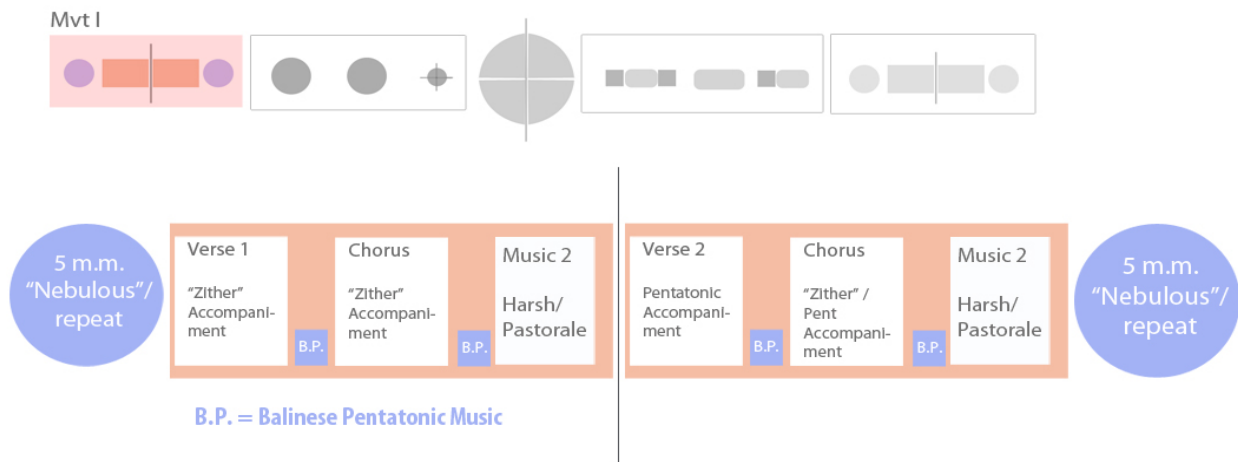 Mvt I
5 m.m.
“Nebulous”/
repeat
Verse 1
“Zither”
Accompani-
ment
B.P.
Chorus
“Zither”
Accompani-
ment
B.P.
Music 2
Harsh/
Pastorale
Verse 2
Pentatonic
Accompani-
ment
B.P.
Chorus
“Zither” /
Pent
Accompani-
ment
B.P.
Music 2
Harsh/
Pastorale
5 m.m.
“Nebulous”/
repeat
B.P. = Balinese Pentatonic Music